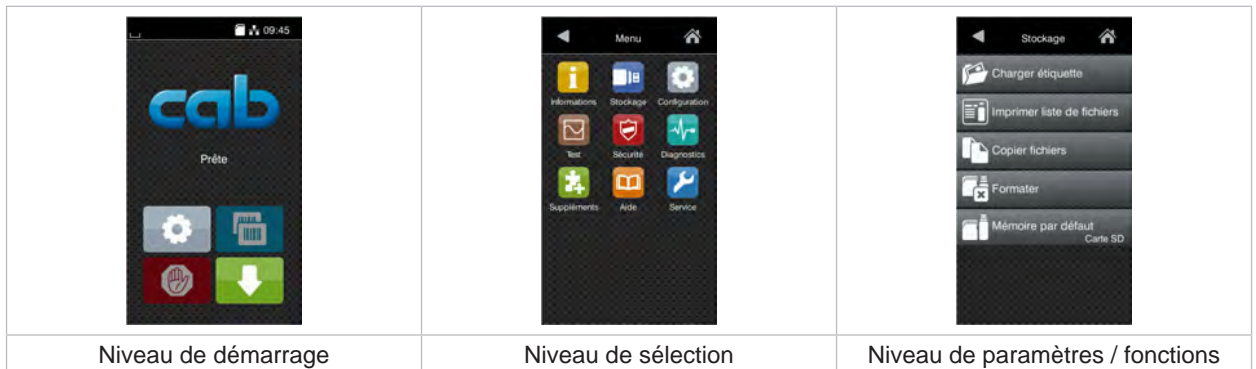 09:45
cab
Prête
Niveau de démarrage
Menu
Informations Stockage Configuration
Test Sécurité Diagnostics
Suppléments Aide Service
Niveau de sélection
Stockage
Charger étiquette
Imprimer liste de fichiers
Copier fichiers
Formater
Mémoire par défaut
Carte SD
Niveau de paramètres / fonctions